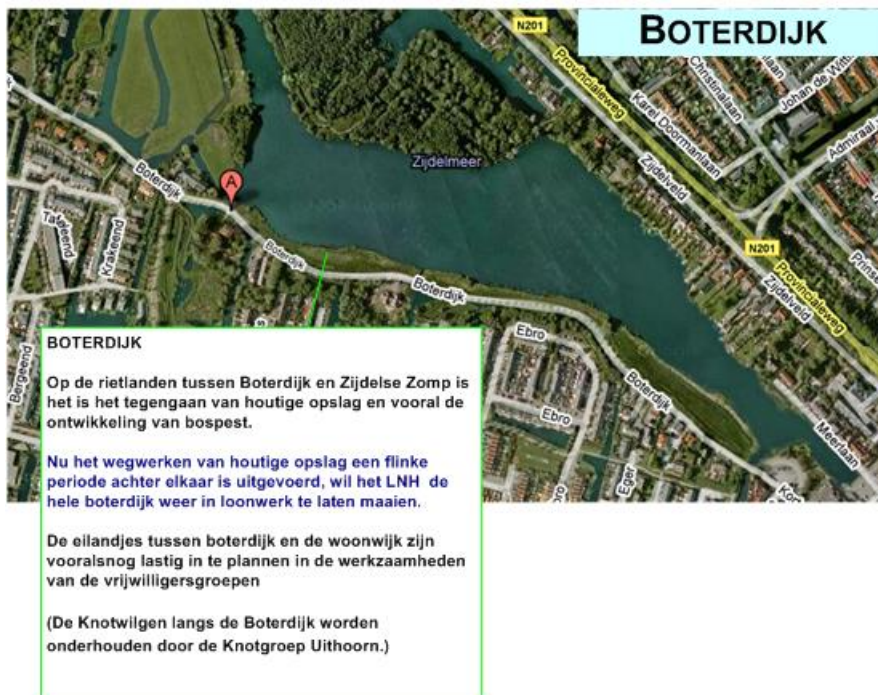 BOTERDIJK
N201
Provincialeweg
Christinalaan
Johan de Witt
Karel Doormanlaan
Admiraal
Zijdelveld
Zijdelmeer
Boterdijk
A
Krakeend
Boterdijk
Boterdijk
N201
Prinse
Provincialeweg
Zijdelveld
Bergeend
Ebro
Ebro
Boterdijk
Eger
Meerlaan
BOTERDIJK
Op de rietlanden tussen Boterdijk en Zijdelse Zomp is
het is het tegengaan van houtige opslag en vooral de
ontwikkeling van bospest.
Nu het wegwerken van houtige opslag een flinke
periode achter elkaar is uitgevoerd, wil het LNH de
hele boterdijk weer in loonwerk te laten maaien.
De eilandjes tussen boterdijk en de woonwijk zijn
vooralsnog lastig in te plannen in de werkzaamheden
van de vrijwilligersgroepen
(De Knotwilgen langs de Boterdijk worden
onderhouden door de Knotgroep Uithoorn.)